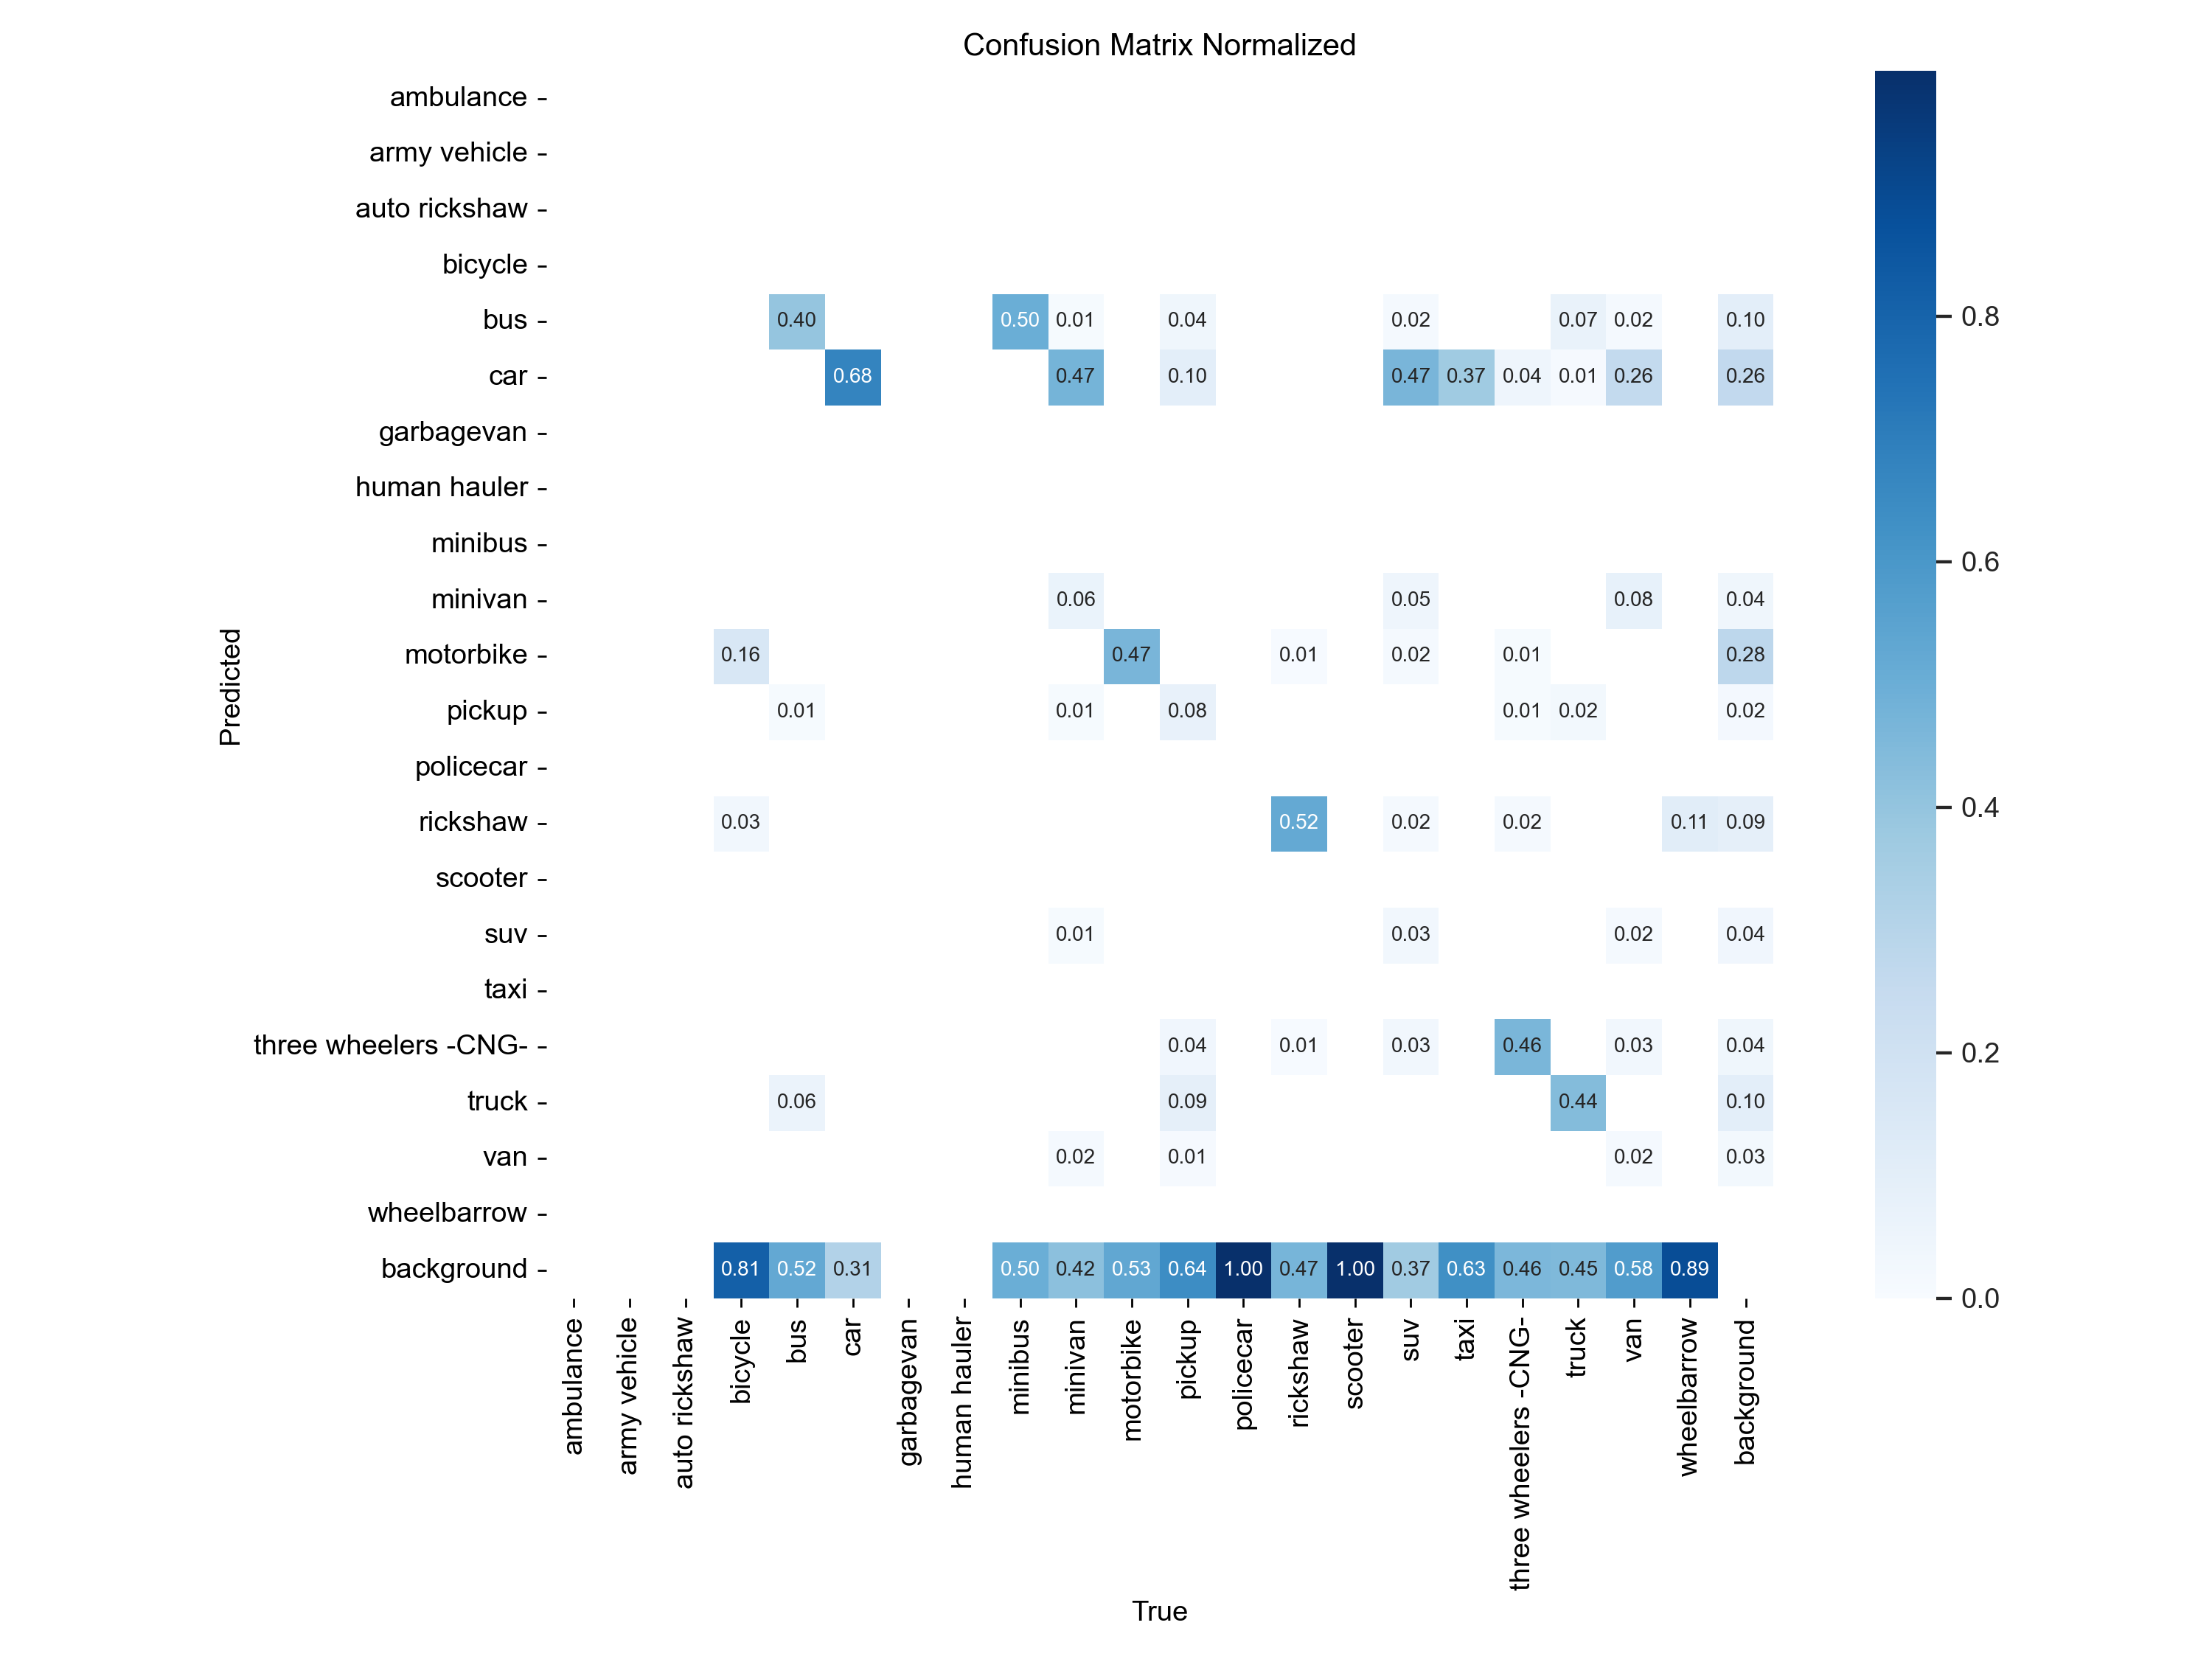 Confusion Matrix Normalized
ambulance
army vehicle
auto rickshaw
bicycle
bus 0.40 0.50 0.01 0.04 0.02 0.07 0.02 0.10
car 0.68 0.47 0.10 0.47 0.37 0.04 0.01 0.26 0.26
garbagevan
human hauler
minibus
minivan 0.06 0.05 0.08 0.04
motorbike 0.16 0.47 0.01 0.02 0.01 0.28
pickup 0.01 0.01 0.08 0.01 0.02 0.02
policecar
rickshaw 0.03 0.52 0.02 0.02 0.11 0.09
scooter
suv 0.01 0.03 0.02 0.04
taxi
three wheelers -CNG- 0.04 0.01 0.03 0.46 0.03 0.04
truck 0.06 0.09 0.44 0.10
van 0.02 0.01 0.02 0.03
wheelbarrow
background 0.81 0.52 0.31 0.50 0.42 0.53 0.64 1.00 0.47 1.00 0.37 0.63 0.46 0.45 0.58 0.89
Predicted
ambulance
army vehicle
auto rickshaw
bicycle
bus
car
garbagevan
human hauler
minibus
minivan
motorbike
pickup
policecar
rickshaw
scooter
suv
taxi
three wheelers -CNG-
truck
van
wheelbarrow
background
True
0.8
0.6
0.4
0.2
0.0